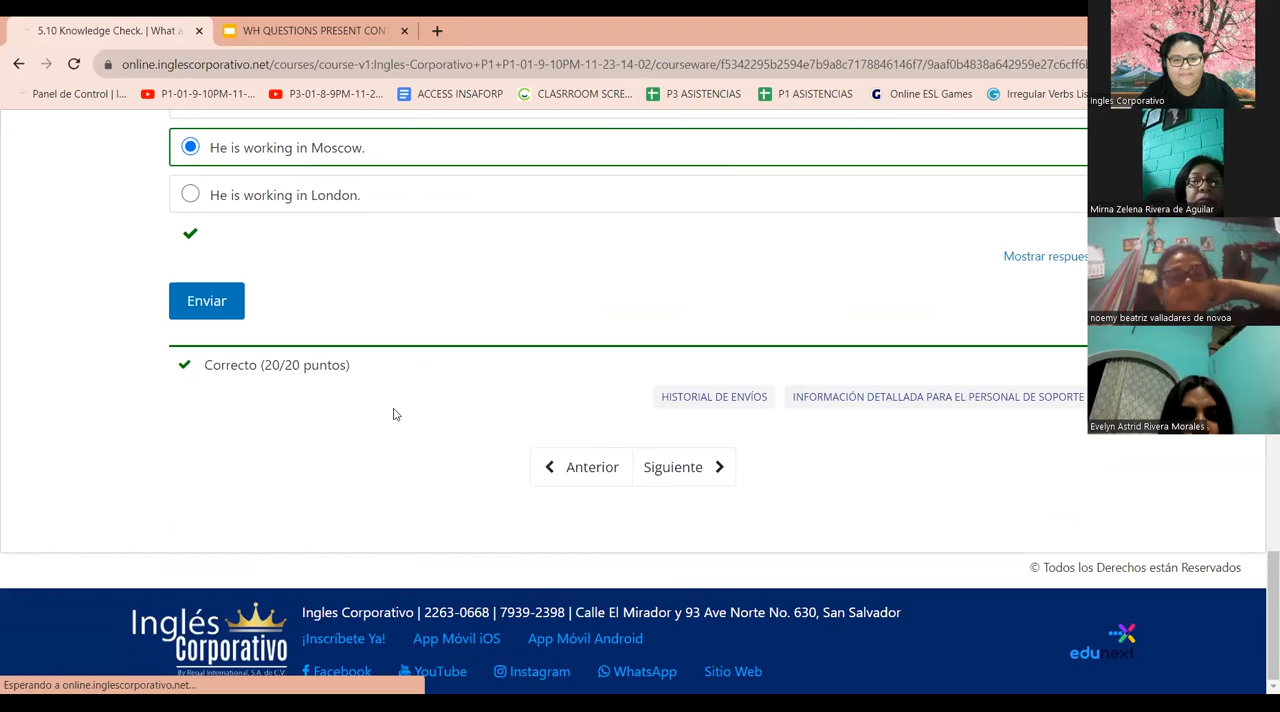 5.10 Knowledge Check. | What a
WH QUESTIONS PRESENT CONT
online.inglescorporativo.net/courses/course-v1:Ingles-Corporativo+P1+P1-01-9-10PM-11-23-14-02/courseware/f5342295b2594e7b9a8c7178846146f7/9aaf0b4838a642959e27c6cff6b
Panel de Control | I...
P1-01-9-10PM-11-...
P3-01-8-9PM-11-2...
ACCESS INSAFORP
CLASRROOM SCRE...
P3 ASISTENCIAS
P1 ASISTENCIAS
Online ESL Games
Irregular Verbs Lis
Ingles Corporativo
He is working in Moscow.
He is working in London.
Mirna Zelena Rivera de Aguilar
Mostrar respues
Enviar
noemy beatriz valladares de novoa
Correcto (20/20 puntos)
HISTORIAL DE ENVÍOS
INFORMACIÓN DETALLADA PARA EL PERSONAL DE SOPORTE
Evelyn Astrid Rivera Morales
Anterior
Siguiente
© Todos los Derechos están Reservados
Inglés
Corporativo
By Regal International, S.A. de C.V.
Ingles Corporativo | 2263-0668 | 7939-2398 | Calle El Mirador y 93 Ave Norte No. 630, San Salvador
¡Inscríbete Ya!
App Móvil iOS
App Móvil Android
edunext
Facebook
YouTube
Instagram
WhatsApp
Sitio Web
Esperando a online.inglescorporativo.net...